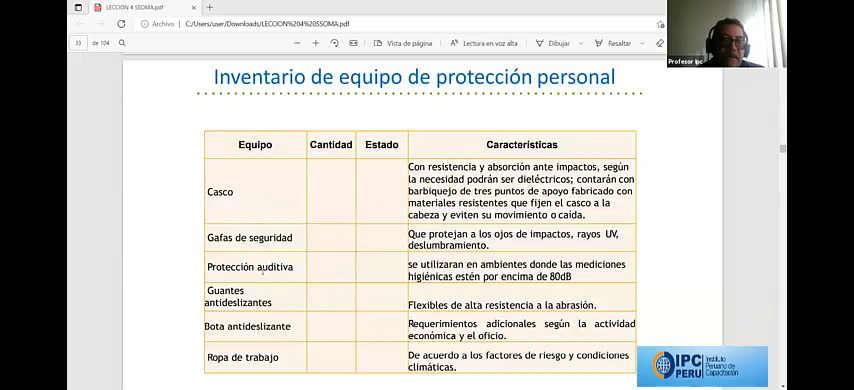 LECCION 4 SSOMA.pdf
Archivo
C:/Users/user/Downloads/LECCION%204%20SSOMA.pdf
33
de 104
Vista de página
Lectura en voz alta
Dibujar
Resaltar
Profesor Ipc
Inventario de equipo de protección personal
Equipo
Cantidad
Estado
Características
Casco
Con resistencia y absorción ante impactos, según
la necesidad podrán ser dieléctricos; contarán con
barbiquejo de tres puntos de apoyo fabricado con
materiales resistentes que fijen el casco a la
cabeza y eviten su movimiento o caída.
Gafas de seguridad
Que protejan a los ojos de impactos, rayos UV,
deslumbramiento.
Protección auditiva
se utilizaran en ambientes donde las mediciones
higiénicas estén por encima de 80dB
Guantes
antideslizantes
Flexibles de alta resistencia a la abrasión.
Bota antideslizante
Requerimientos adicionales según la actividad
económica y el oficio.
Ropa de trabajo
De acuerdo a los factores de riesgo y condiciones
climáticas.
IPC
PERU
Instituto
Peruano de
Capacitación